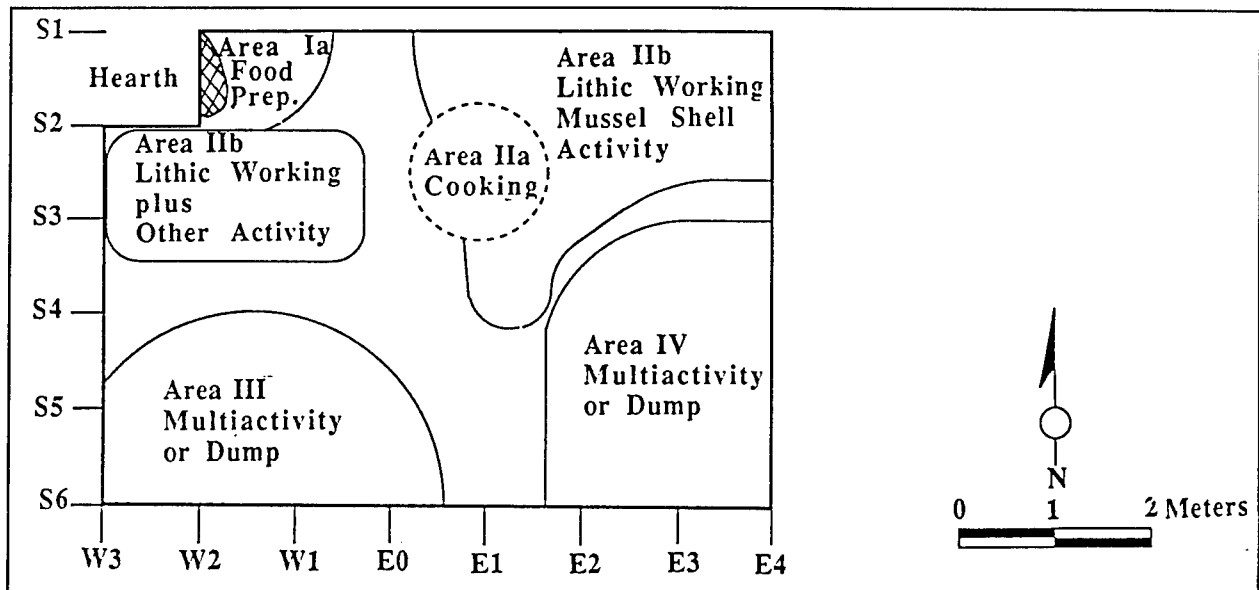 S1
Hearth
S2
S3
S4
S5
S6
Area Ia
Food
Prep.
Area IIb
Lithic Working
Mussel Shell
Activity
Area IIa
Cooking
Area IIb
Lithic Working
plus
Other Activity
Area III
Multiactivity
or Dump
Area IV
Multiactivity
or Dump
W3 W2 W1 E0 E1 E2 E3 E4
N
0 1 2 Meters